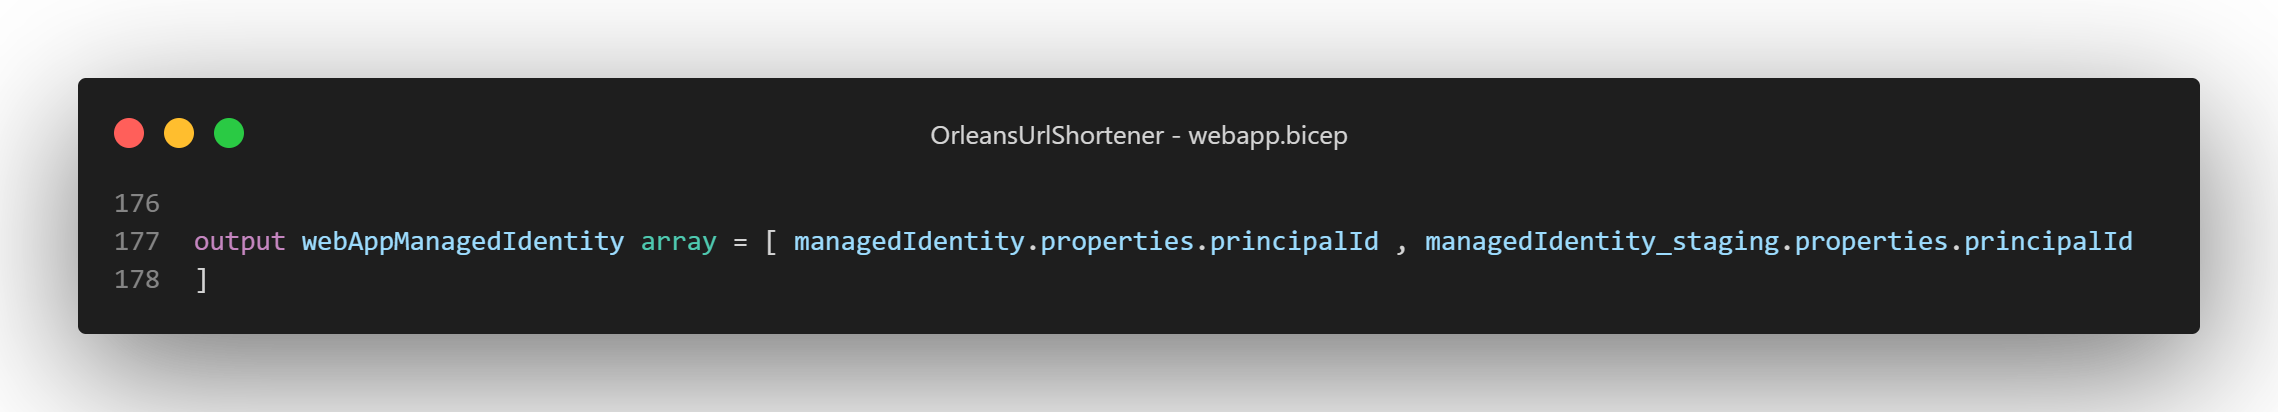 OrleansUrlShortener - webapp.bicep
176
177 output webAppManagedIdentity array = [ managedIdentity.properties.principalId , managedIdentity_staging.properties.principalId
178 ]